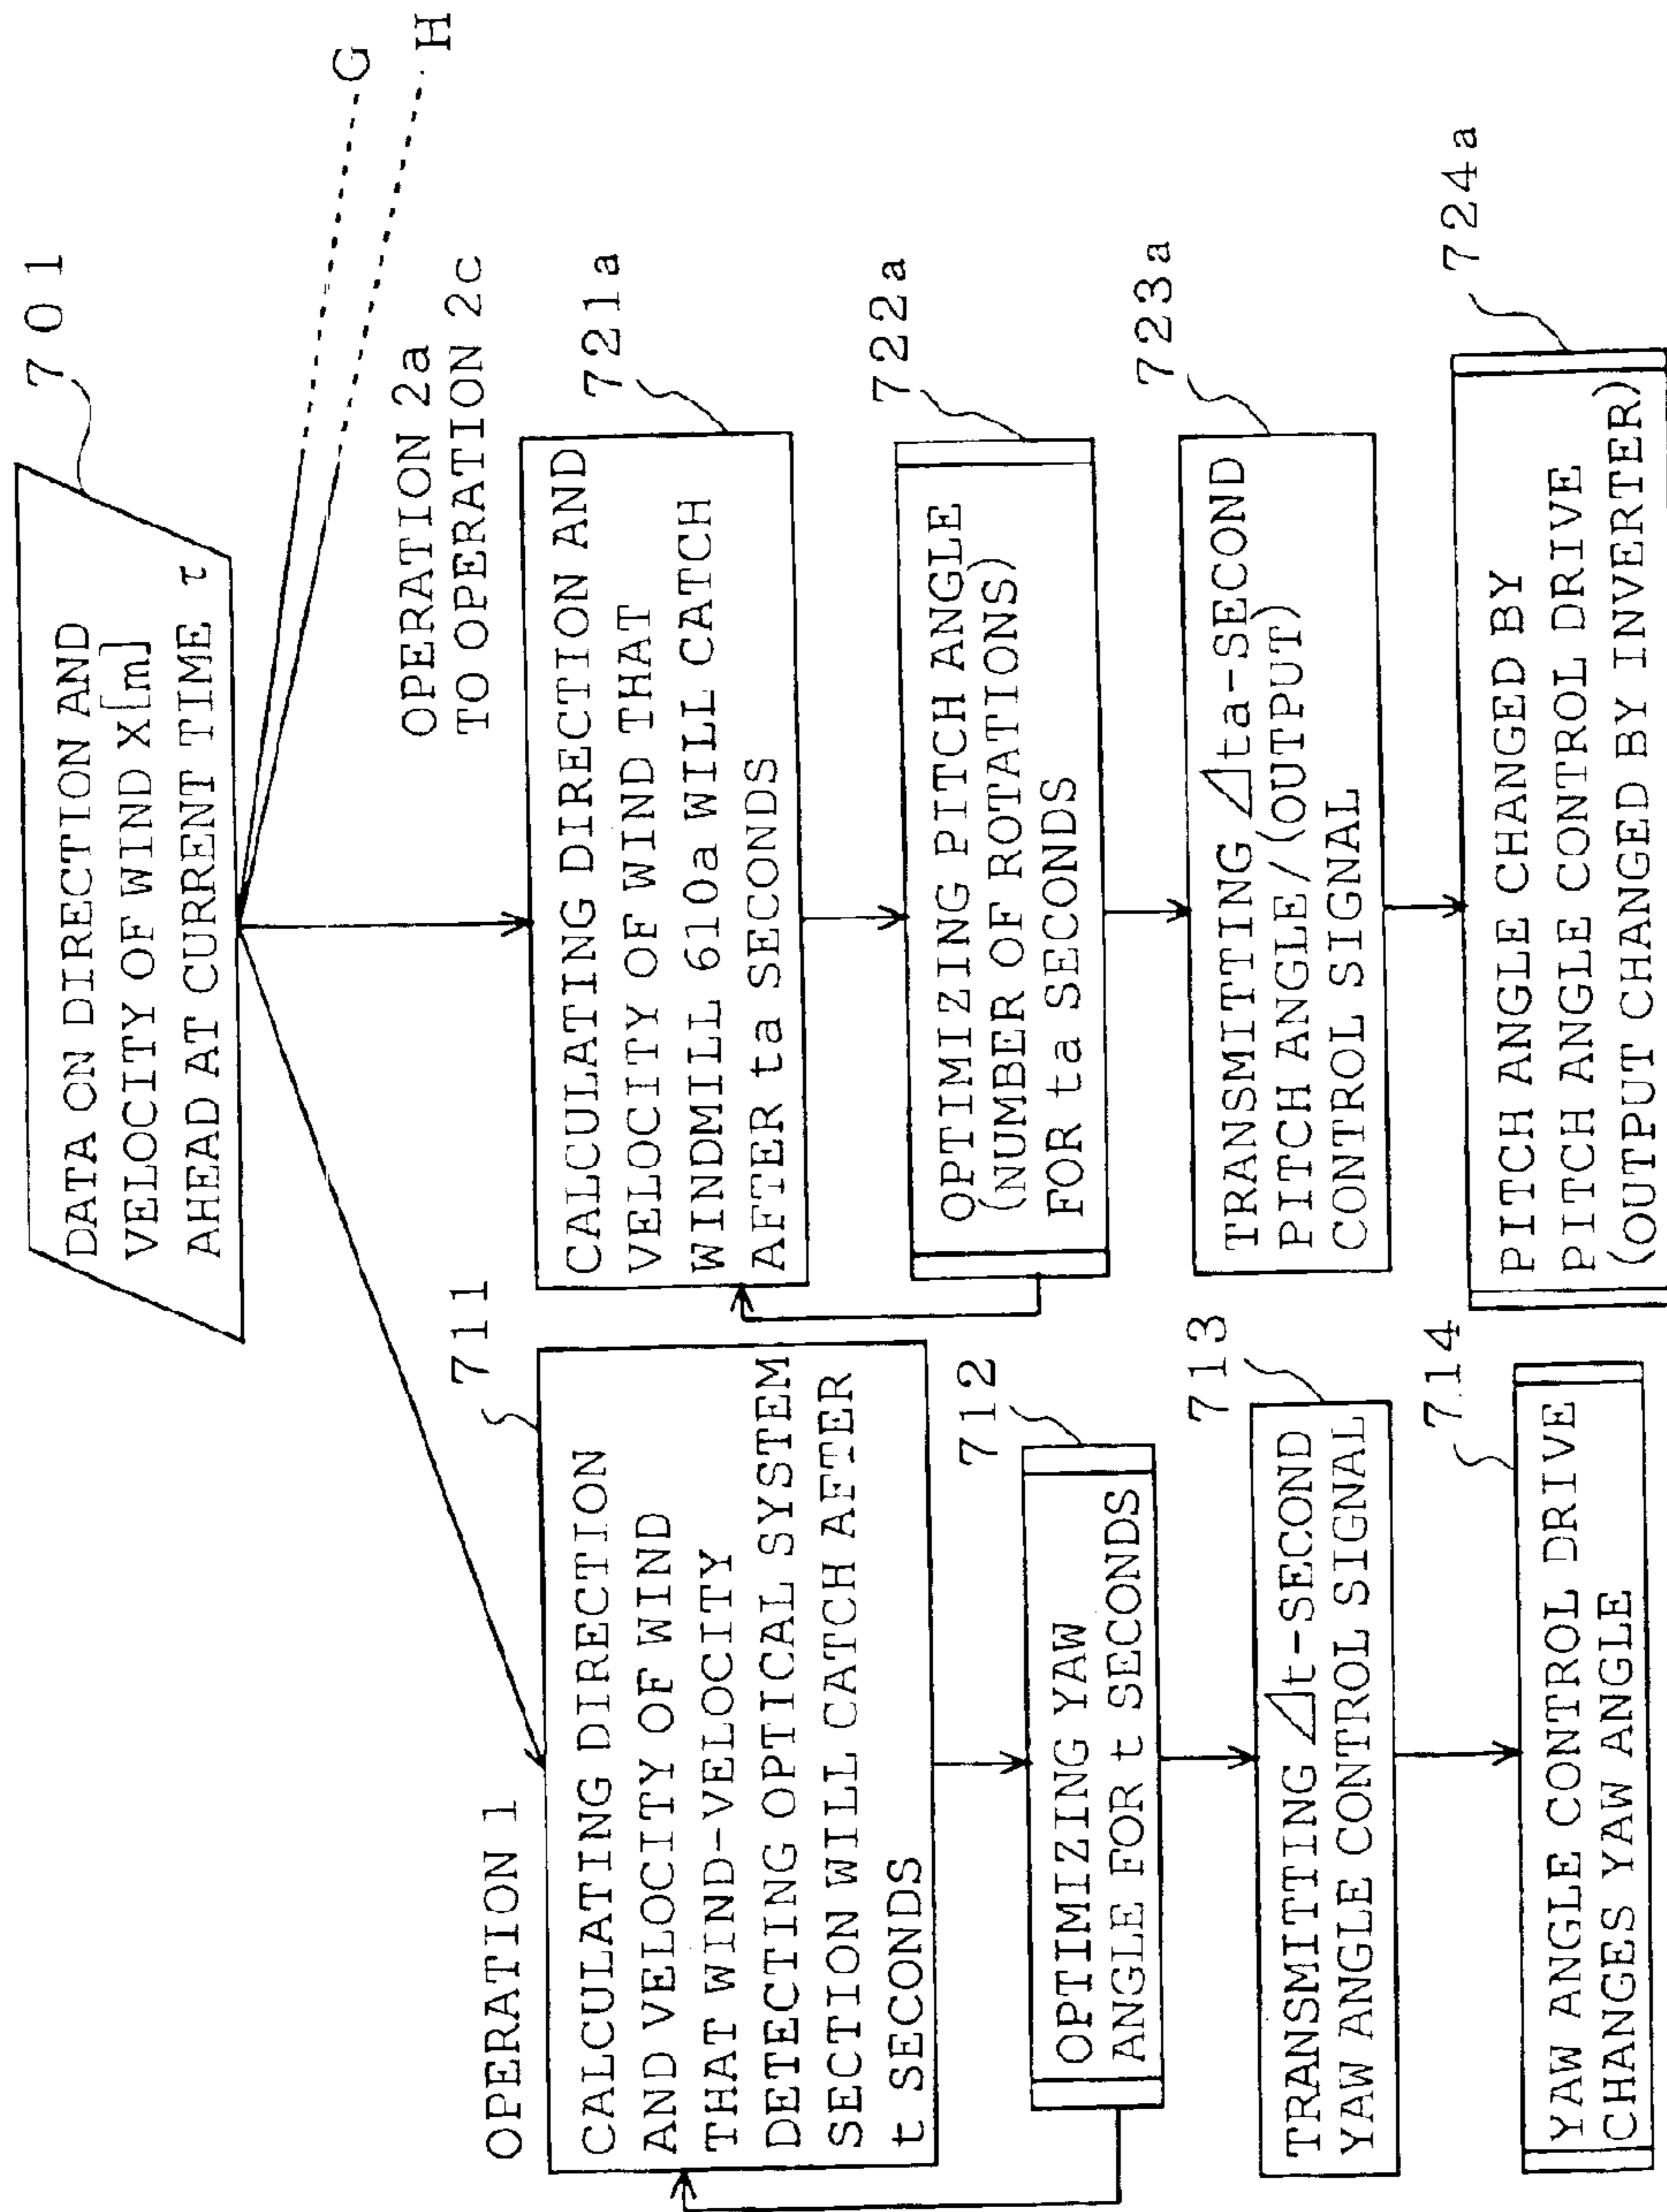 701
DATA ON DIRECTION AND
VELOCITY OF WIND X[m]
AHEAD AT CURRENT TIME τ
G
H
OPERATION 1
711
CALCULATING DIRECTION
AND VELOCITY OF WIND
THAT WIND-VELOCITY
DETECTING OPTICAL SYSTEM
SECTION WILL CATCH AFTER
t SECONDS
712
OPTIMIZING YAW
ANGLE FOR t SECONDS
713
TRANSMITTING ⊿t-SECOND
YAW ANGLE CONTROL SIGNAL
714
YAW ANGLE CONTROL DRIVE
CHANGES YAW ANGLE
OPERATION 2a
TO OPERATION 2c
721a
CALCULATING DIRECTION AND
VELOCITY OF WIND THAT
WINDMILL 610a WILL CATCH
AFTER ta SECONDS
722a
OPTIMIZING PITCH ANGLE
(NUMBER OF ROTATIONS)
FOR ta SECONDS
723a
TRANSMITTING ⊿ta-SECOND
PITCH ANGLE/(OUTPUT)
CONTROL SIGNAL
724a
PITCH ANGLE CHANGED BY
PITCH ANGLE CONTROL DRIVE
(OUTPUT CHANGED BY INVERTER)